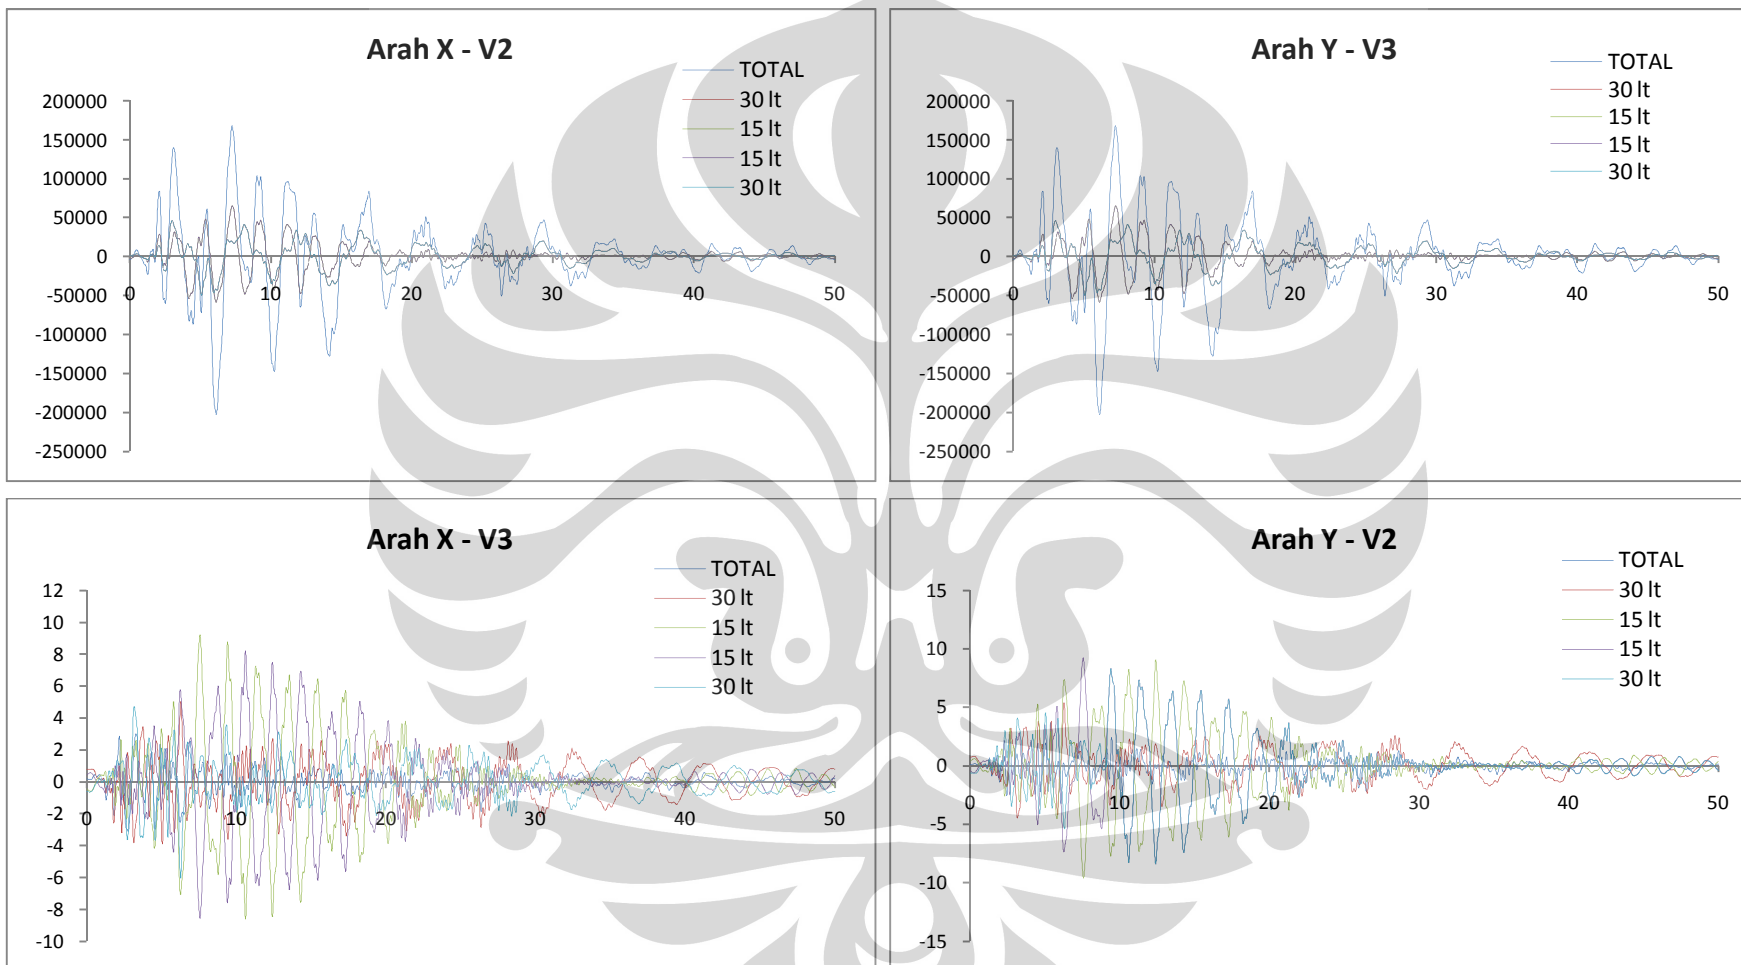 Arah X - V2
TOTAL
30 lt
15 lt
15 lt
30 lt
200000
150000
100000
50000
0
-50000
-100000
-150000
-200000
-250000
0 10 20 30 40 50
Arah Y - V3
TOTAL
30 lt
15 lt
15 lt
30 lt
200000
150000
100000
50000
0
-50000
-100000
-150000
-200000
-250000
0 10 20 30 40 50
Arah X - V3
TOTAL
30 lt
15 lt
15 lt
30 lt
12
10
8
6
4
2
0
-2
-4
-6
-8
-10
0 10 20 30 40 50
Arah Y - V2
TOTAL
30 lt
15 lt
15 lt
30 lt
15
10
5
0
-5
-10
-15
0 10 20 30 40 50